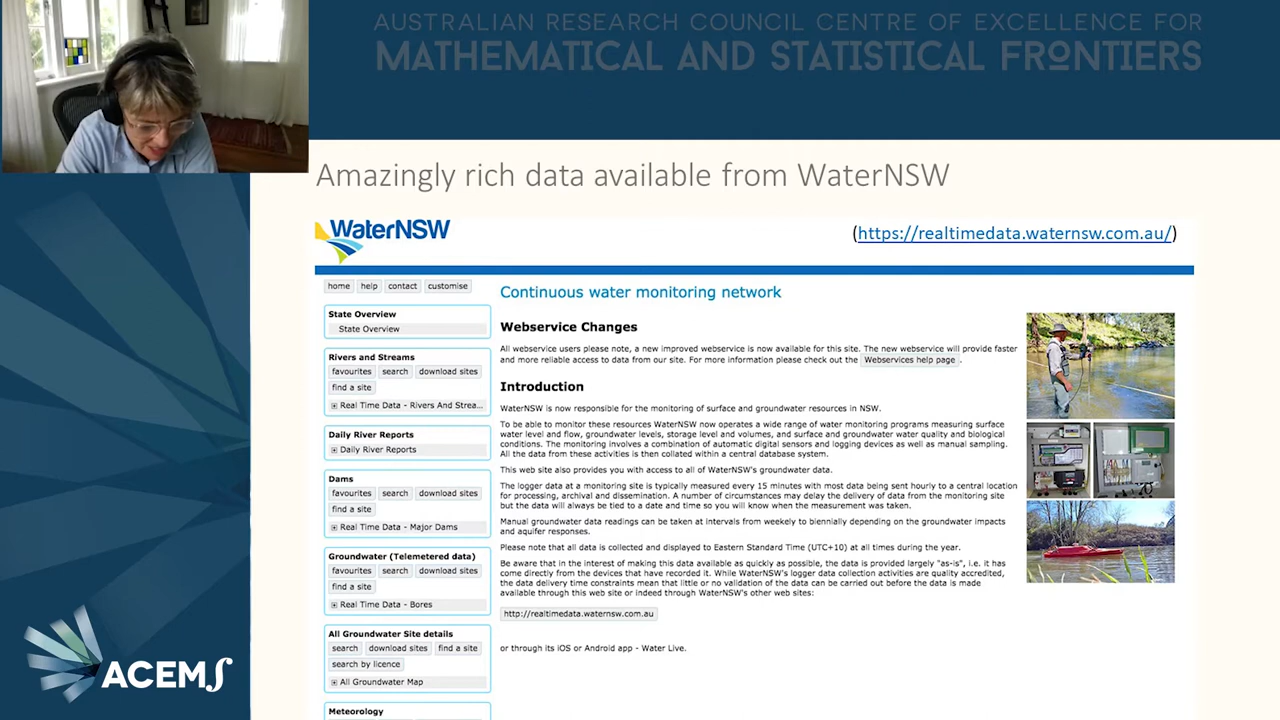 AUSTRALIAN RESEARCH COUNCIL CENTRE OF EXCELLENCE FOR
MATHEMATICAL AND STATISTICAL FRONTIERS
Amazingly rich data available from WaterNSW
WaterNSW
(https://realtimedata.waternsw.com.au/)
home help contact customise
State Overview
State Overview
Rivers and Streams
favourites search download sites
find a site
Real Time Data - Rivers And Strea...
Daily River Reports
Daily River Reports
Dams
favourites search download sites
find a site
Real Time Data - Major Dams
Groundwater (Telemetered data)
favourites search download sites
find a site
Real Time Data - Bores
All Groundwater Site details
search download sites find a site
search by licence
All Groundwater Map
Meteorology
Continuous water monitoring network
Webservice Changes
All webservice users please note, a new improved webservice is now available for this site. The new webservice will provide faster
and more reliable access to data from our site. For more information please check out the Webservices help page .
Introduction
WaterNSW is now responsible for the monitoring of surface and groundwater resources in NSW.
To be able to monitor these resources WaterNSW now operates a wide range of water monitoring programs measuring surface
water level and flow, groundwater levels, storage level and volumes, and surface and groundwater water quality and biological
conditions. The monitoring involves a combination of automatic digital sensors and logging devices as well as manual sampling.
All the data from these activities is then collated within a central database system.
This web site also provides you with access to all of WaterNSW's groundwater data.
The logger data at a monitoring site is typically measured every 15 minutes with most data being sent hourly to a central location
for processing, archival and dissemination. A number of circumstances may delay the delivery of data from the monitoring site
but the data will always be tied to a date and time so you will know when the measurement was taken.
Manual groundwater data readings can be taken at intervals from weekely to biennially depending on the groundwater impacts
and aquifer responses.
Please note that all data is collected and displayed to Eastern Standard Time (UTC+10) at all times during the year.
Be aware that in the interest of making this data available as quickly as possible, the data is provided largely "as-is", i.e. it has
come directly from the devices that have recorded it. While WaterNSW's logger data collection activities are quality accredited,
the data delivery time constraints mean that little or no validation of the data can be carried out before the data is made
available through this web site or indeed through WaterNSW's other web sites:
http://realtimedata.waternsw.com.au
or through its iOS or Android app - Water Live.
ACEMS